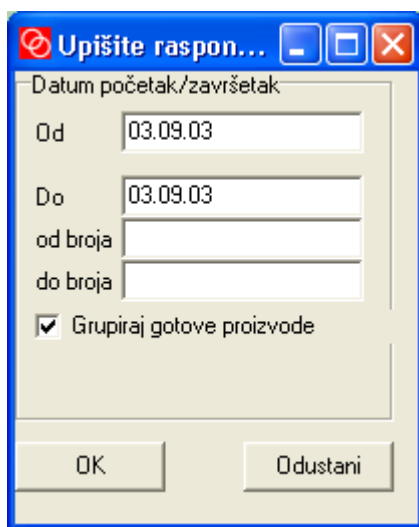 Upišite raspon...
Datum početak/završetak
Od 03.09.03
Do 03.09.03
od broja
do broja
Grupiraj gotove proizvode
OK Odustani